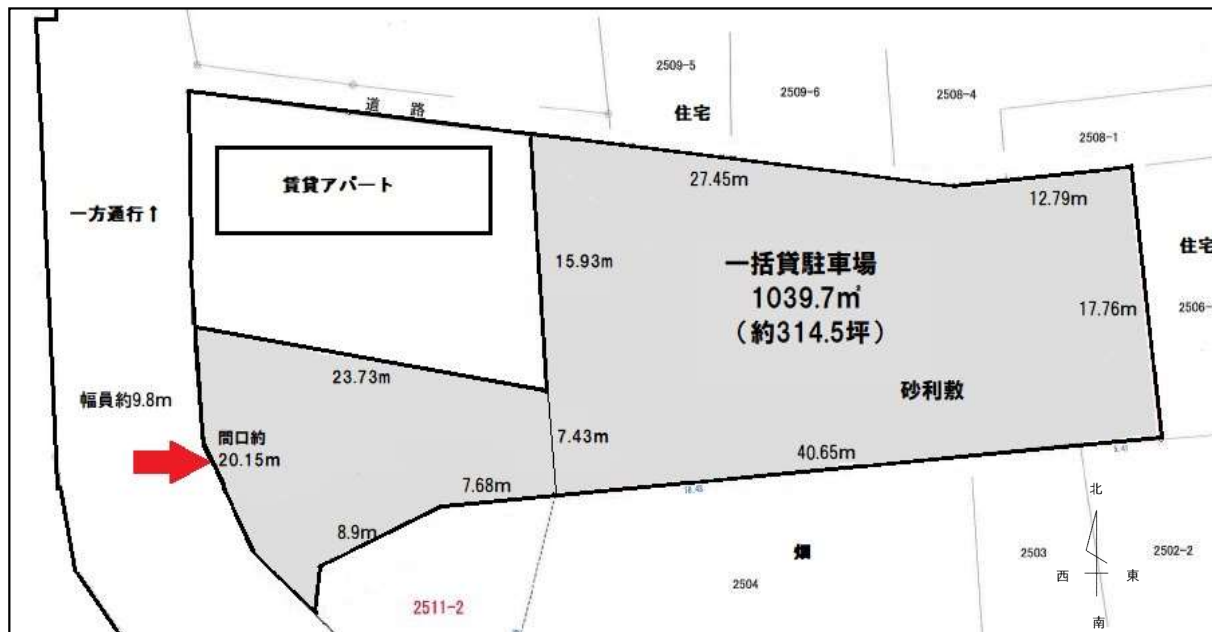 2509-5
2509-6
2508-4
住宅
2508-1
道 路
賃貸アパート
27.45m
12.79m
一方通行↑
住宅
15.93m
一括貸駐車場
1039.7㎡
(約314.5坪)
17.76m
2506-
23.73m
砂利敷
幅員約9.8m
間口約
20.15m
7.43m
40.65m
7.68m
18.45
北
8.9m
畑
2503
2502-2
西
東
2504
2511-2
南